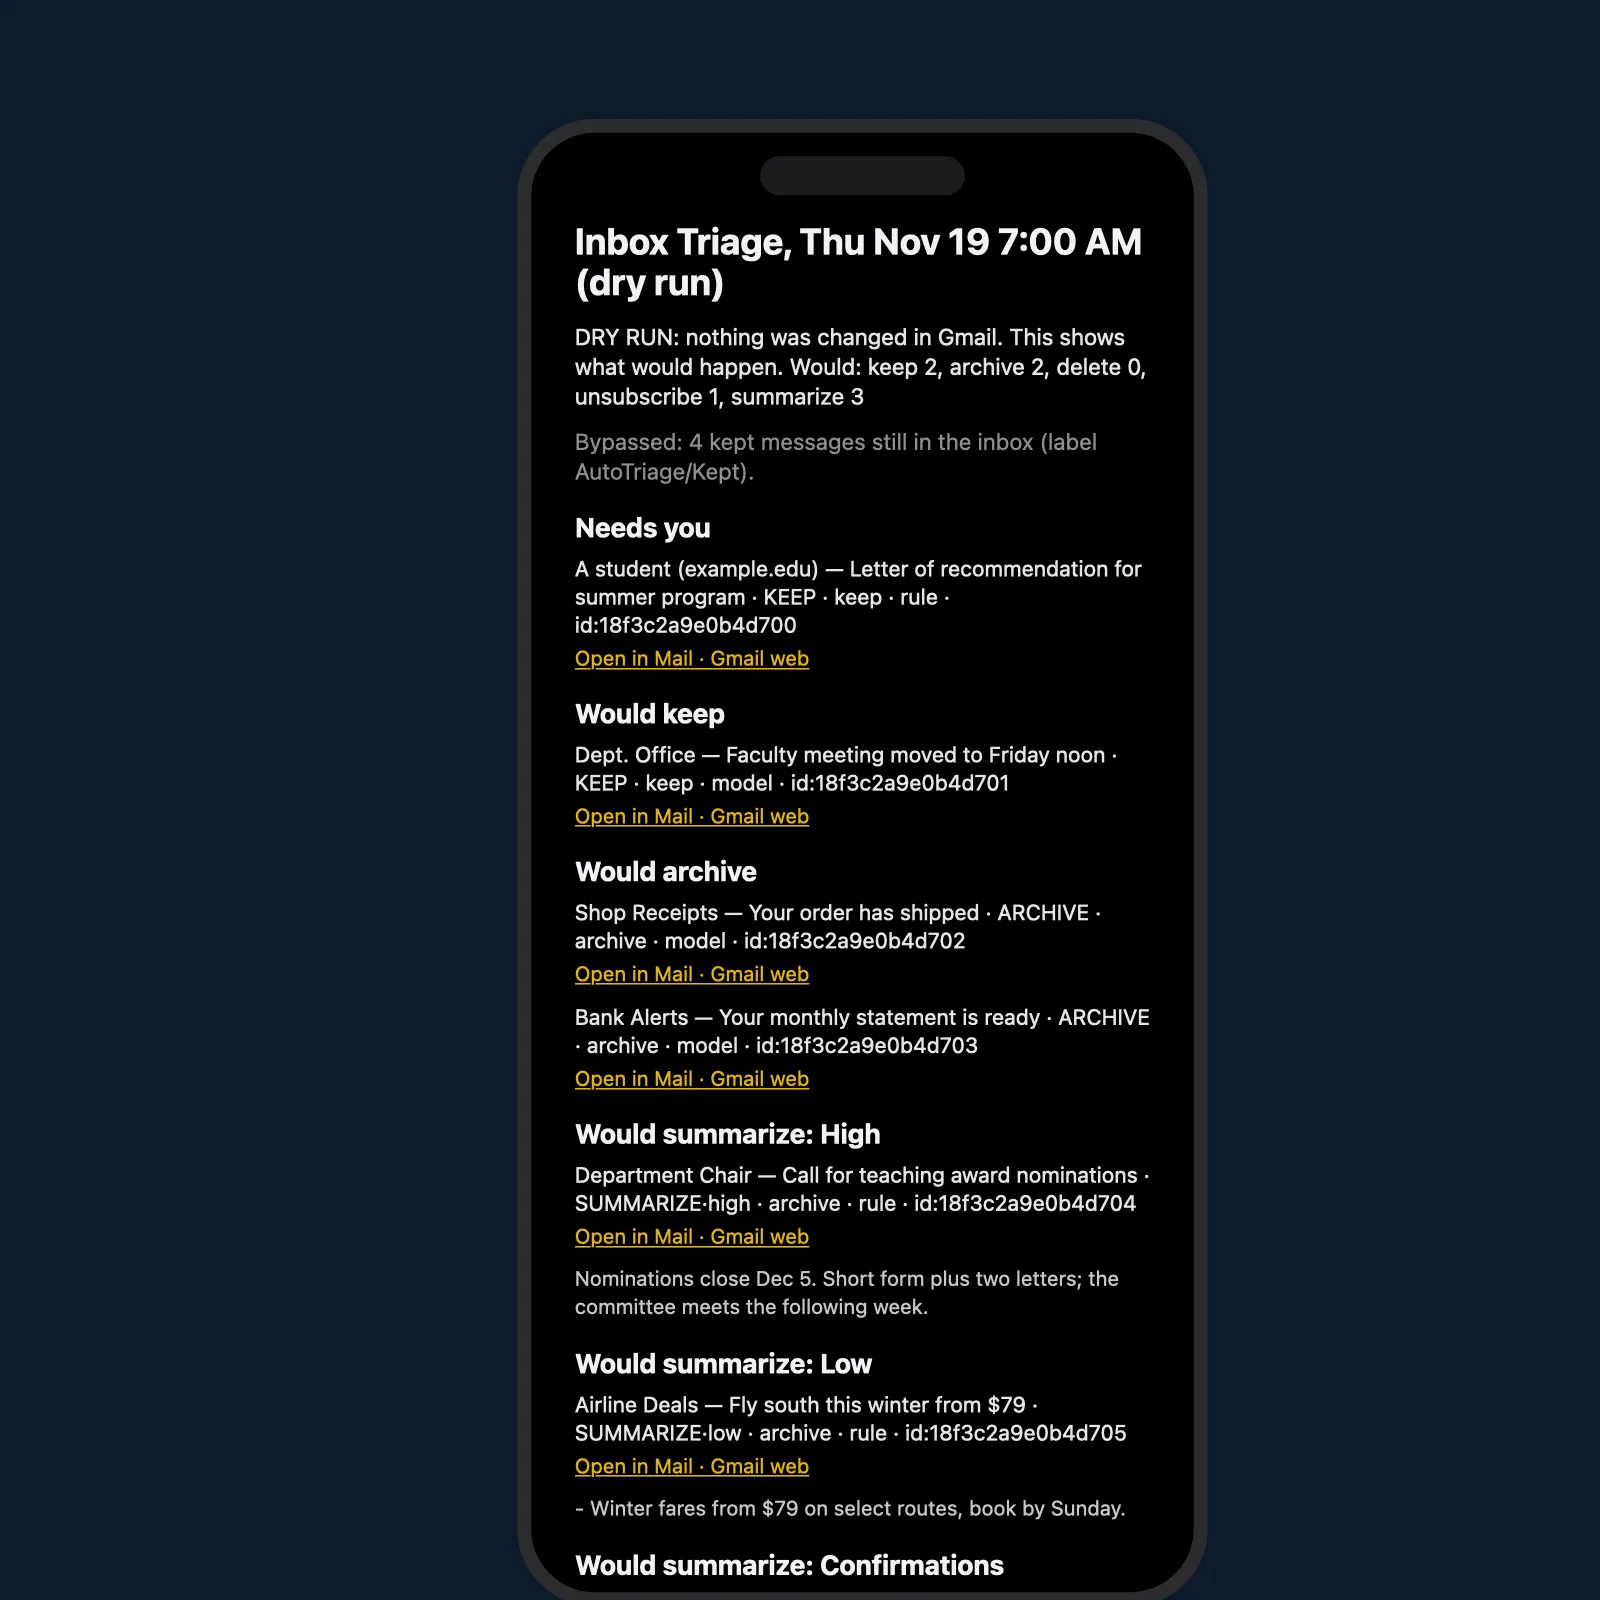 Inbox Triage, Thu Nov 19 7:00 AM
(dry run)
DRY RUN: nothing was changed in Gmail. This shows
what would happen. Would: keep 2, archive 2, delete 0,
unsubscribe 1, summarize 3
Bypassed: 4 kept messages still in the inbox (label
AutoTriage/Kept).
Needs you
A student (example.edu) — Letter of recommendation for
summer program · KEEP · keep · rule ·
id:18f3c2a9e0b4d700
Open in Mail · Gmail web
Would keep
Dept. Office — Faculty meeting moved to Friday noon ·
KEEP · keep · model · id:18f3c2a9e0b4d701
Open in Mail · Gmail web
Would archive
Shop Receipts — Your order has shipped · ARCHIVE ·
archive · model · id:18f3c2a9e0b4d702
Open in Mail · Gmail web
Bank Alerts — Your monthly statement is ready · ARCHIVE
· archive · model · id:18f3c2a9e0b4d703
Open in Mail · Gmail web
Would summarize: High
Department Chair — Call for teaching award nominations ·
SUMMARIZE·high · archive · rule · id:18f3c2a9e0b4d704
Open in Mail · Gmail web
Nominations close Dec 5. Short form plus two letters; the
committee meets the following week.
Would summarize: Low
Airline Deals — Fly south this winter from $79 ·
SUMMARIZE·low · archive · rule · id:18f3c2a9e0b4d705
Open in Mail · Gmail web
- Winter fares from $79 on select routes, book by Sunday.
Would summarize: Confirmations